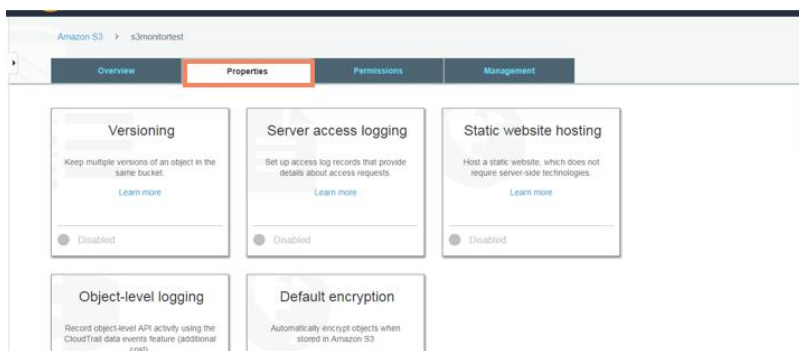 Amazon S3 > s3monitortest
Overview Properties Permissions Management
Versioning
Keep multiple versions of an object in the
same bucket.
Learn more
Disabled
Server access logging
Set up access log records that provide
details about access requests.
Learn more
Disabled
Static website hosting
Host a static website, which does not
require server-side technologies.
Learn more
Disabled
Object-level logging
Record object-level API activity using the
CloudTrail data events feature (additional
cost).
Default encryption
Automatically encrypt objects when
stored in Amazon S3